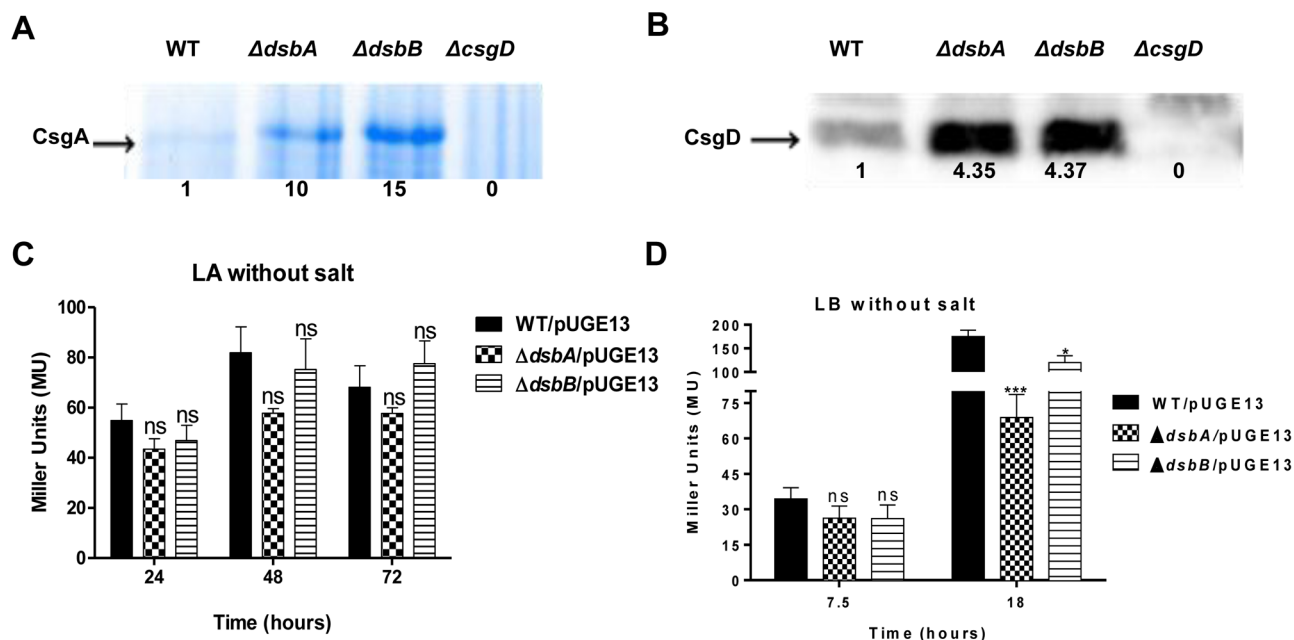 A
WT ΔdsbA ΔdsbB ΔcsgD
CsgA
1 10 15 0
B
WT ΔdsbA ΔdsbB ΔcsgD
CsgD
1 4.35 4.37 0
C
LA without salt
Miller Units (MU)
100
80
60
40
20
0
ns ns
ns ns
ns ns
24 48 72
Time (hours)
WT/pUGE13
ΔdsbA/pUGE13
ΔdsbB/pUGE13
D
LB without salt
Miller Units (MU)
200
150
100
75
60
45
30
15
0
ns ns
*** *
7.5 18
Time (hours)
WT/pUGE13
▲dsbA/pUGE13
▲dsbB/pUGE13